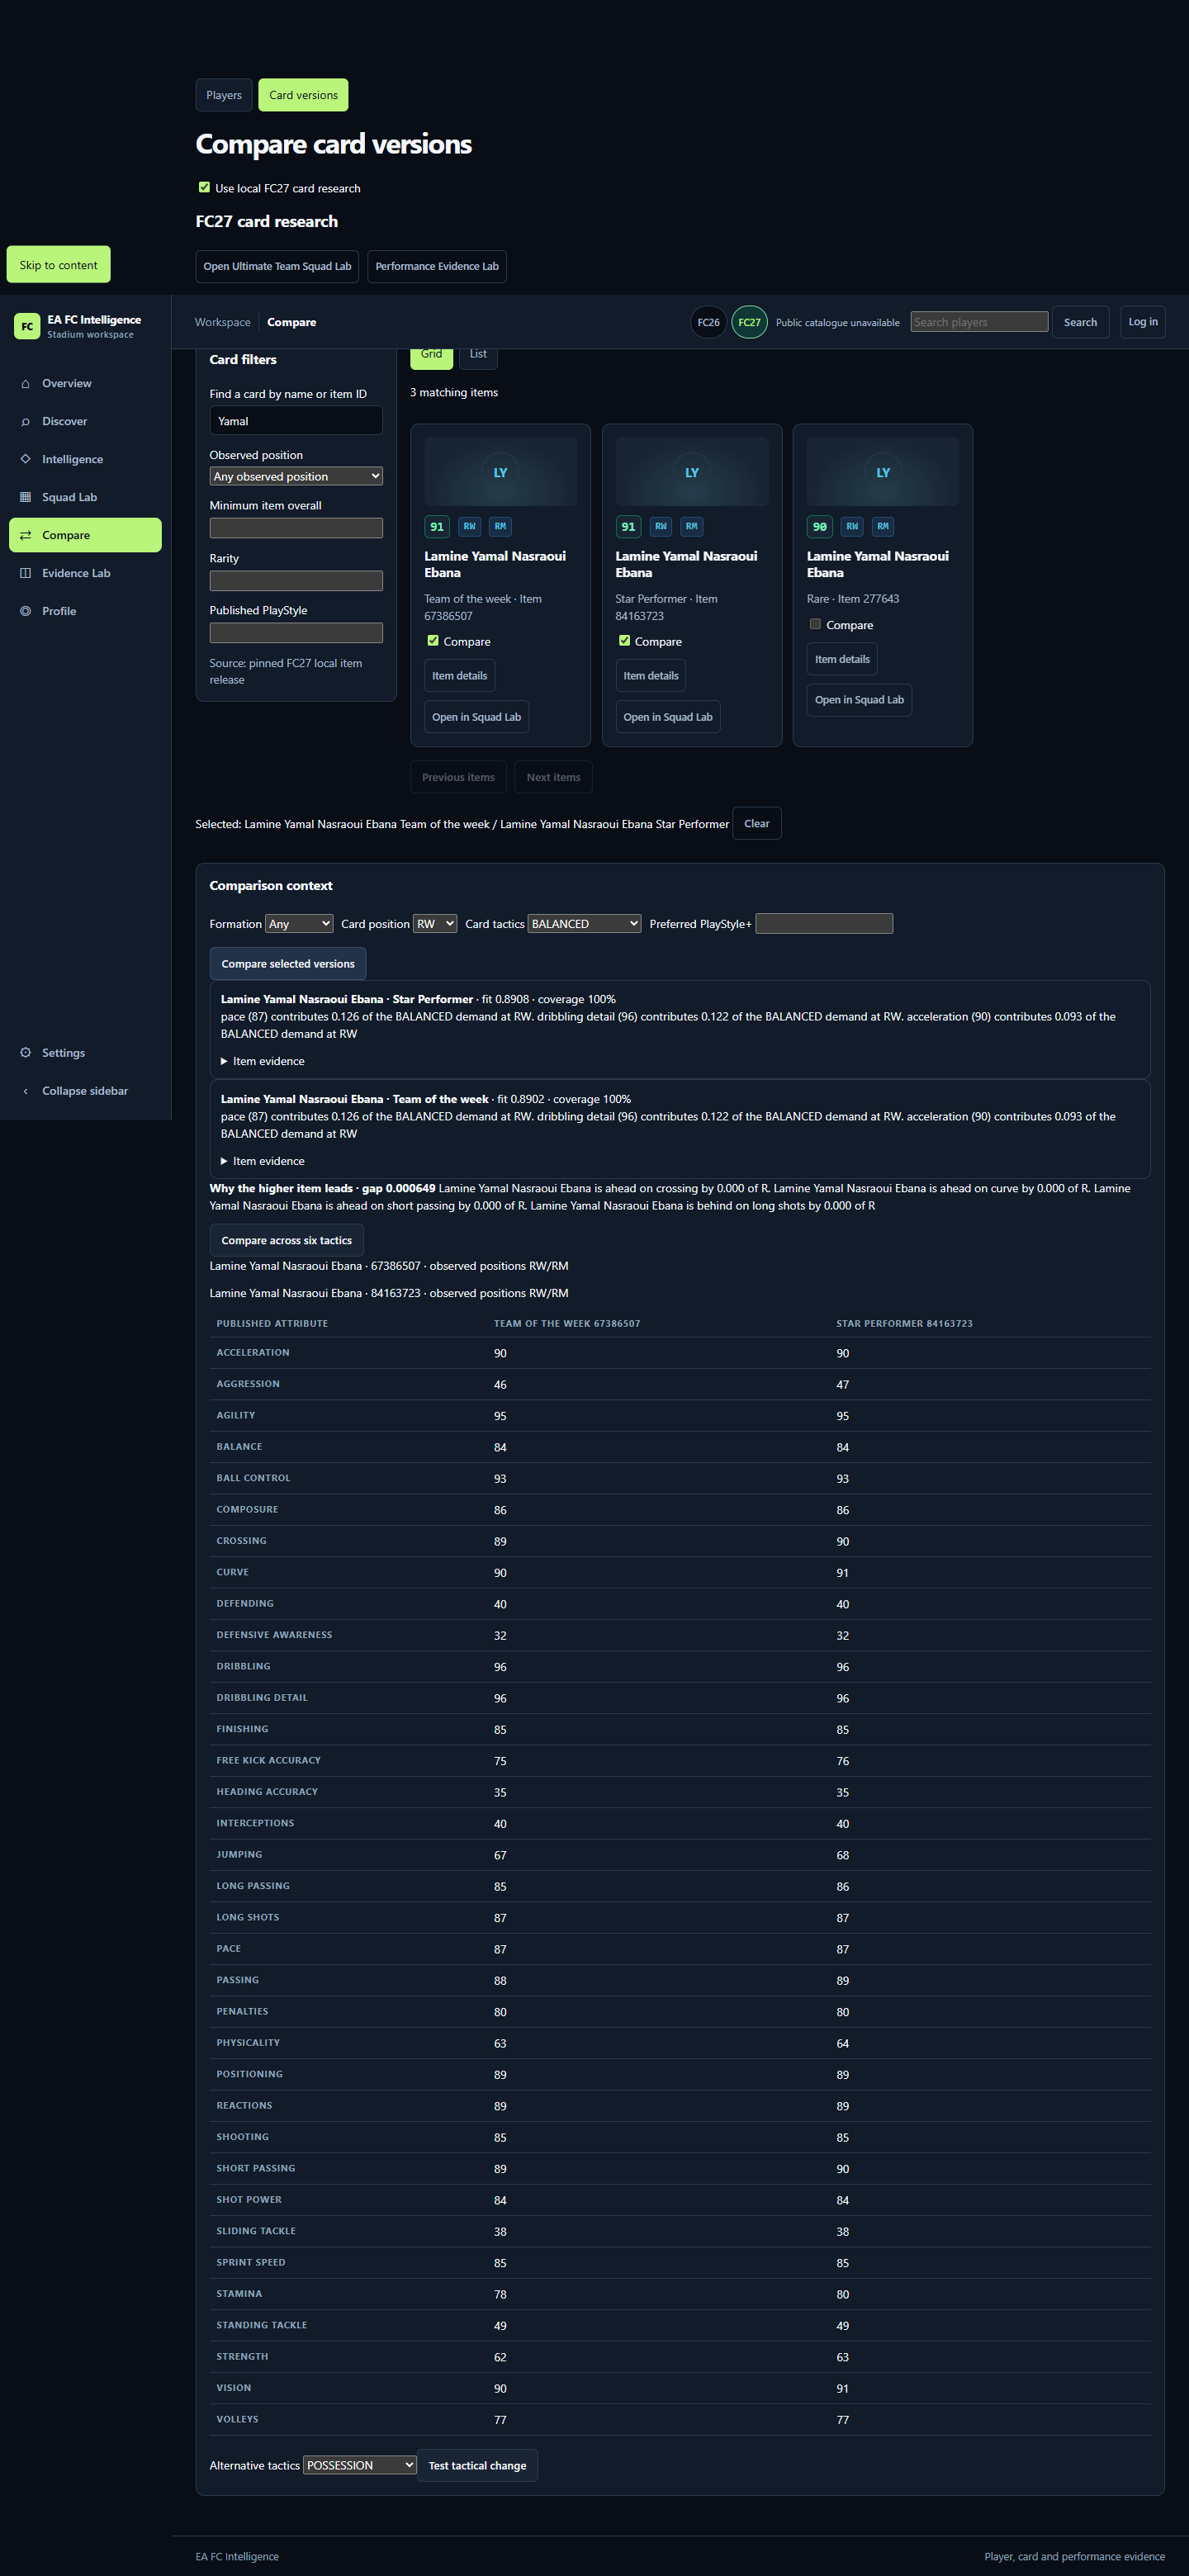 Players Card versions
Compare card versions
Use local FC27 card research
FC27 card research
Open Ultimate Team Squad Lab Performance Evidence Lab
Skip to content
FC EA FC Intelligence
Stadium workspace
Workspace Compare FC26 FC27 Public catalogue unavailable Search players Search Log in
Overview
Discover
Intelligence
Squad Lab
Compare
Evidence Lab
Profile
Settings
Collapse sidebar
Card filters
Find a card by name or item ID
Yamal
Observed position
Any observed position
Minimum item overall
Rarity
Published PlayStyle
Source: pinned FC27 local item
release
Grid List
3 matching items
LY
91 RW RM
Lamine Yamal Nasraoui
Ebana
Team of the week · Item
67386507
Compare
Item details
Open in Squad Lab
LY
91 RW RM
Lamine Yamal Nasraoui
Ebana
Star Performer · Item
84163723
Compare
Item details
Open in Squad Lab
LY
90 RW RM
Lamine Yamal Nasraoui
Ebana
Rare · Item 277643
Compare
Item details
Open in Squad Lab
Previous items Next items
Selected: Lamine Yamal Nasraoui Ebana Team of the week / Lamine Yamal Nasraoui Ebana Star Performer Clear
Comparison context
Formation Any Card position RW Card tactics BALANCED Preferred PlayStyle+
Compare selected versions
Lamine Yamal Nasraoui Ebana · Star Performer · fit 0.8908 · coverage 100%
pace (87) contributes 0.126 of the BALANCED demand at RW. dribbling detail (96) contributes 0.122 of the BALANCED demand at RW. acceleration (90) contributes 0.093 of the
BALANCED demand at RW
Item evidence
Lamine Yamal Nasraoui Ebana · Team of the week · fit 0.8902 · coverage 100%
pace (87) contributes 0.126 of the BALANCED demand at RW. dribbling detail (96) contributes 0.122 of the BALANCED demand at RW. acceleration (90) contributes 0.093 of the
BALANCED demand at RW
Item evidence
Why the higher item leads · gap 0.000649 Lamine Yamal Nasraoui Ebana is ahead on crossing by 0.000 of R. Lamine Yamal Nasraoui Ebana is ahead on curve by 0.000 of R. Lamine
Yamal Nasraoui Ebana is ahead on short passing by 0.000 of R. Lamine Yamal Nasraoui Ebana is behind on long shots by 0.000 of R
Compare across six tactics
Lamine Yamal Nasraoui Ebana · 67386507 · observed positions RW/RM
Lamine Yamal Nasraoui Ebana · 84163723 · observed positions RW/RM
PUBLISHED ATTRIBUTE TEAM OF THE WEEK 67386507 STAR PERFORMER 84163723
ACCELERATION 90 90
AGGRESSION 46 47
AGILITY 95 95
BALANCE 84 84
BALL CONTROL 93 93
COMPOSURE 86 86
CROSSING 89 90
CURVE 90 91
DEFENDING 40 40
DEFENSIVE AWARENESS 32 32
DRIBBLING 96 96
DRIBBLING DETAIL 96 96
FINISHING 85 85
FREE KICK ACCURACY 75 76
HEADING ACCURACY 35 35
INTERCEPTIONS 40 40
JUMPING 67 68
LONG PASSING 85 86
LONG SHOTS 87 87
PACE 87 87
PASSING 88 89
PENALTIES 80 80
PHYSICALITY 63 64
POSITIONING 89 89
REACTIONS 89 89
SHOOTING 85 85
SHORT PASSING 89 90
SHOT POWER 84 84
SLIDING TACKLE 38 38
SPRINT SPEED 85 85
STAMINA 78 80
STANDING TACKLE 49 49
STRENGTH 62 63
VISION 90 91
VOLLEYS 77 77
Alternative tactics POSSESSION Test tactical change
EA FC Intelligence Player, card and performance evidence